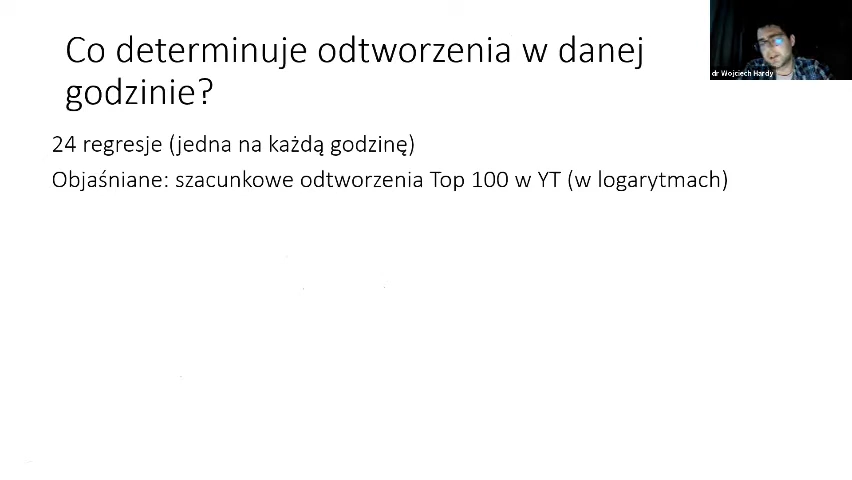 Co determinuje odtworzenia w danej
godzinie?
dr Wojciech Hardy
24 regresje (jedna na każdą godzinę)
Objaśniane: szacunkowe odtworzenia Top 100 w YT (w logarytmach)